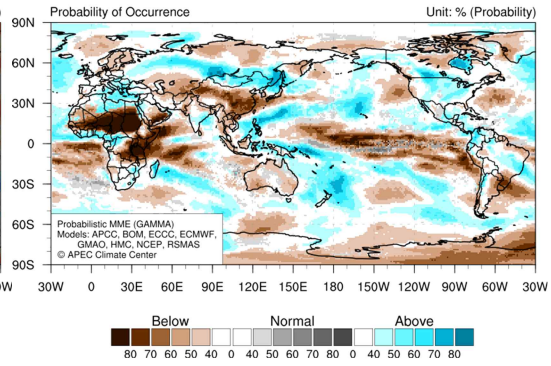 Probability of Occurrence Unit: % (Probability)
90N
60N
30N
0
30S
60S
90S
Probabilistic MME (GAMMA)
Models: APCC, BOM, ECCC, ECMWF,
GMAO, HMC, NCEP, RSMAS
© APEC Climate Center
0W 30W 0 30E 60E 90E 120E 150E 180 150W 120W 90W 60W 30W
Below Normal Above
80 70 60 50 40 0 40 50 60 70 80 0 40 50 60 70 80